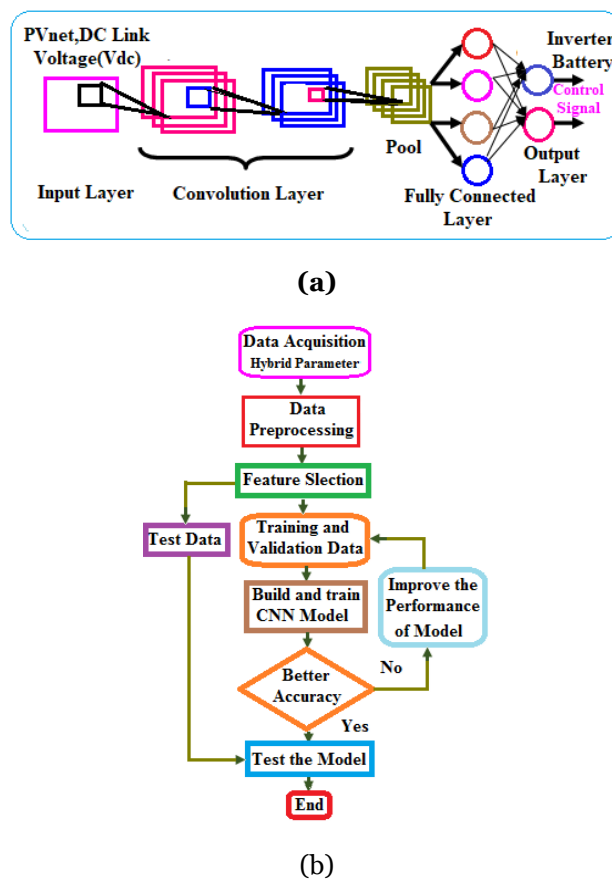 PVnet,DC Link
Voltage(Vdc)
Inverter
Battery
Control
Signal
Pool
Output
Layer
Input Layer
Convolution Layer
Fully Connected
Layer
(a)
Data Acquisition
Hybrid Parameter
Data
Preprocessing
Feature Slection
Test Data
Training and
Validation Data
Build and train
CNN Model
Improve the
Performance
of Model
Better
Accuracy
No
Yes
Test the Model
End
(b)